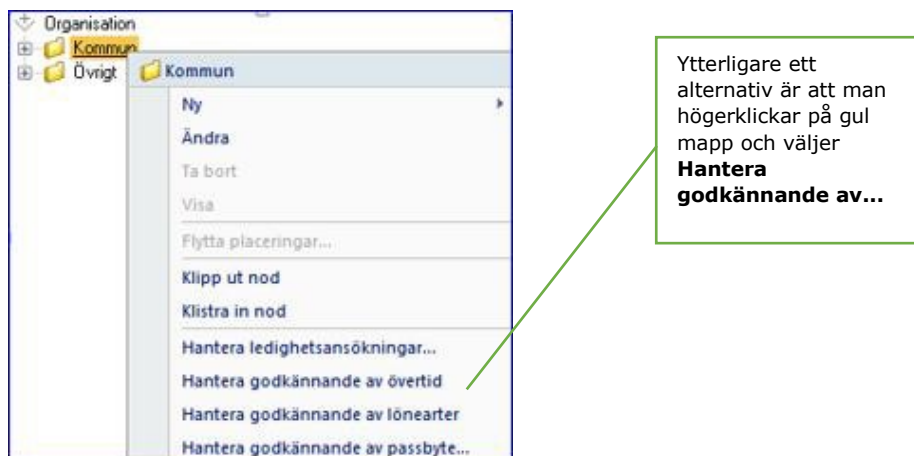 Organisation
Kommun
Övrigt
Kommun
Ny
Ändra
Ta bort
Visa
Flytta placeringar...
Klipp ut nod
Klistra in nod
Hantera ledighetsansökningar...
Hantera godkännande av övertid
Hantera godkännande av lönearter
Hantera godkännande av passbyte...
Ytterligare ett
alternativ är att man
högerklickar på gul
mapp och väljer
Hantera
godkännande av...